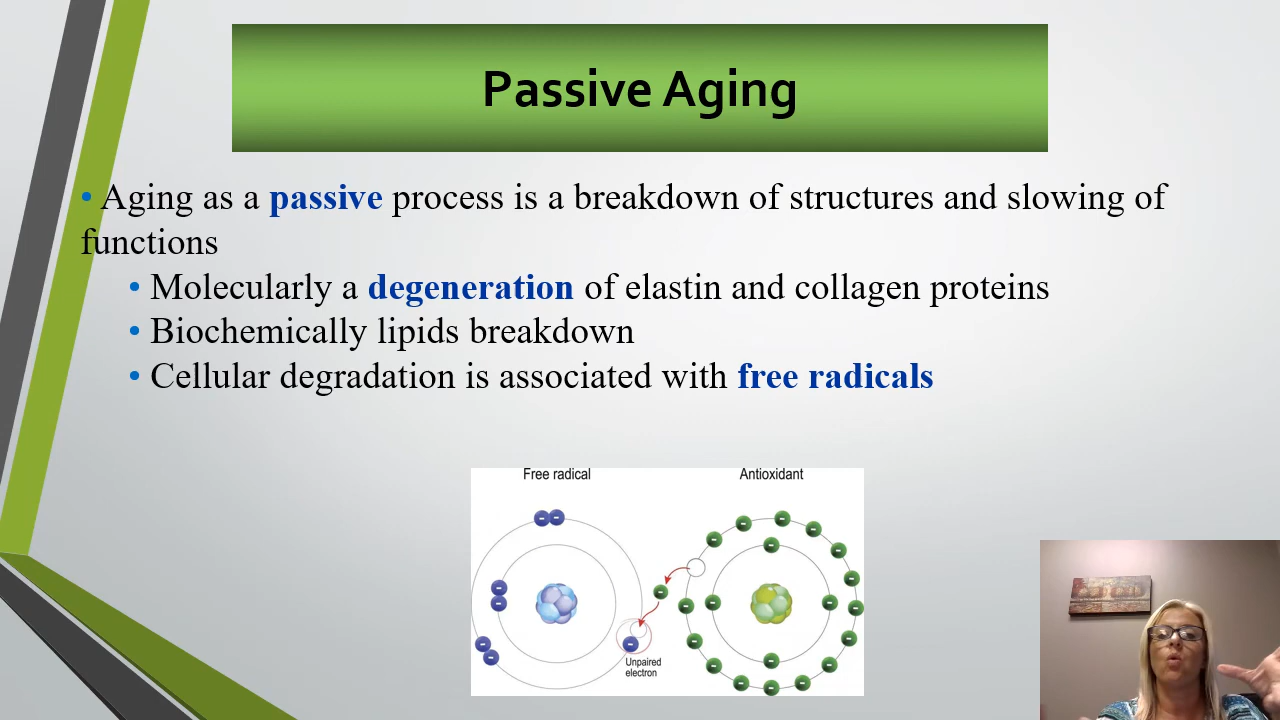 Passive Aging
• Aging as a passive process is a breakdown of structures and slowing of
functions
• Molecularly a degeneration of elastin and collagen proteins
• Biochemically lipids breakdown
• Cellular degradation is associated with free radicals
Free radical
Antioxidant
Unpaired
electron